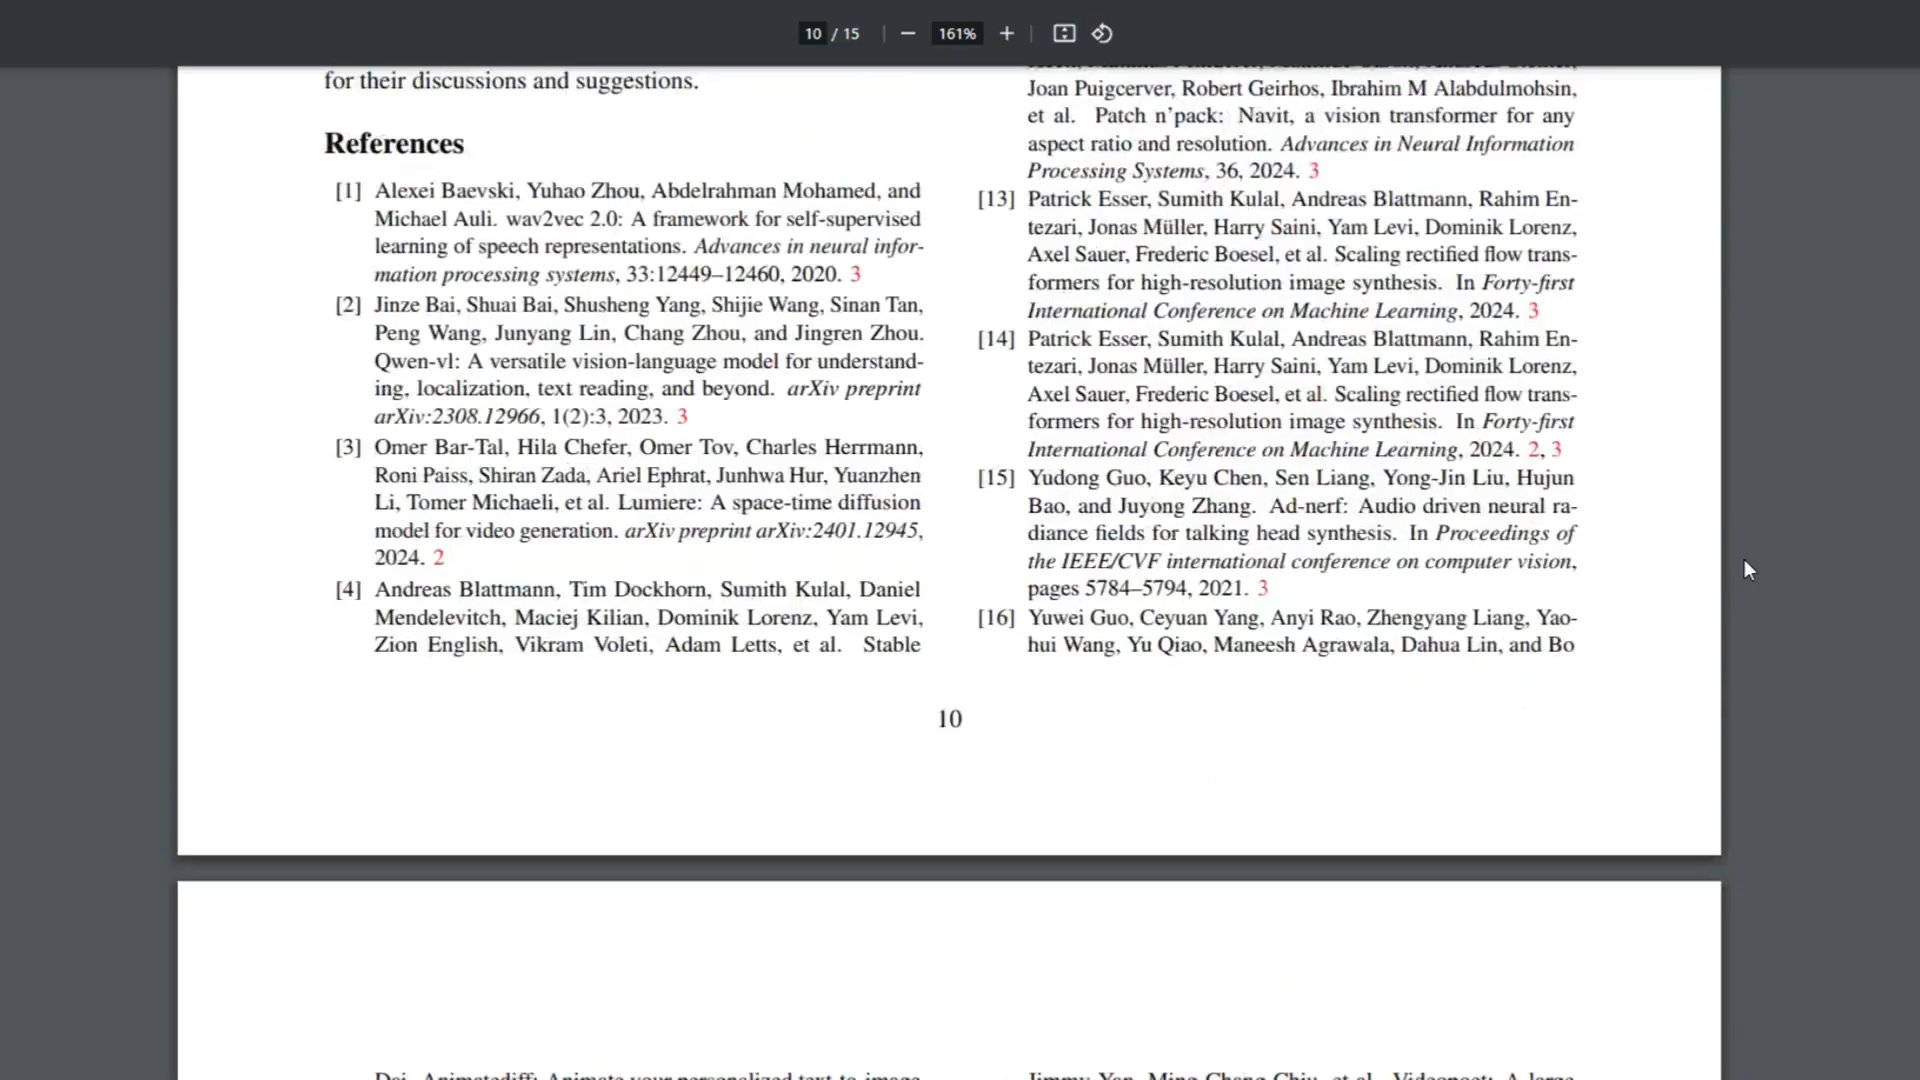 10 / 15
161%
for their discussions and suggestions.
References
[1] Alexei Baevski, Yuhao Zhou, Abdelrahman Mohamed, and
Michael Auli. wav2vec 2.0: A framework for self-supervised
learning of speech representations. Advances in neural infor-
mation processing systems, 33:12449–12460, 2020. 3
[2] Jinze Bai, Shuai Bai, Shusheng Yang, Shijie Wang, Sinan Tan,
Peng Wang, Junyang Lin, Chang Zhou, and Jingren Zhou.
Qwen-vl: A versatile vision-language model for understand-
ing, localization, text reading, and beyond. arXiv preprint
arXiv:2308.12966, 1(2):3, 2023. 3
[3] Omer Bar-Tal, Hila Chefer, Omer Tov, Charles Herrmann,
Roni Paiss, Shiran Zada, Ariel Ephrat, Junhwa Hur, Yuanzhen
Li, Tomer Michaeli, et al. Lumiere: A space-time diffusion
model for video generation. arXiv preprint arXiv:2401.12945,
2024. 2
[4] Andreas Blattmann, Tim Dockhorn, Sumith Kulal, Daniel
Mendelevitch, Maciej Kilian, Dominik Lorenz, Yam Levi,
Zion English, Vikram Voleti, Adam Letts, et al. Stable
Joan Puigcerver, Robert Geirhos, Ibrahim M Alabdulmohsin,
et al. Patch n'pack: Navit, a vision transformer for any
aspect ratio and resolution. Advances in Neural Information
Processing Systems, 36, 2024. 3
[13] Patrick Esser, Sumith Kulal, Andreas Blattmann, Rahim En-
tezari, Jonas Müller, Harry Saini, Yam Levi, Dominik Lorenz,
Axel Sauer, Frederic Boesel, et al. Scaling rectified flow trans-
formers for high-resolution image synthesis. In Forty-first
International Conference on Machine Learning, 2024. 3
[14] Patrick Esser, Sumith Kulal, Andreas Blattmann, Rahim En-
tezari, Jonas Müller, Harry Saini, Yam Levi, Dominik Lorenz,
Axel Sauer, Frederic Boesel, et al. Scaling rectified flow trans-
formers for high-resolution image synthesis. In Forty-first
International Conference on Machine Learning, 2024. 2, 3
[15] Yudong Guo, Keyu Chen, Sen Liang, Yong-Jin Liu, Hujun
Bao, and Juyong Zhang. Ad-nerf: Audio driven neural ra-
diance fields for talking head synthesis. In Proceedings of
the IEEE/CVF international conference on computer vision,
pages 5784–5794, 2021. 3
[16] Yuwei Guo, Ceyuan Yang, Anyi Rao, Zhengyang Liang, Yao-
hui Wang, Yu Qiao, Maneesh Agrawala, Dahua Lin, and Bo
10
Dai. Animatediff: Animate your personalized text-to-image
Jimmy Yan, Ming-Chang Chiu, et al. Videopoet: A large